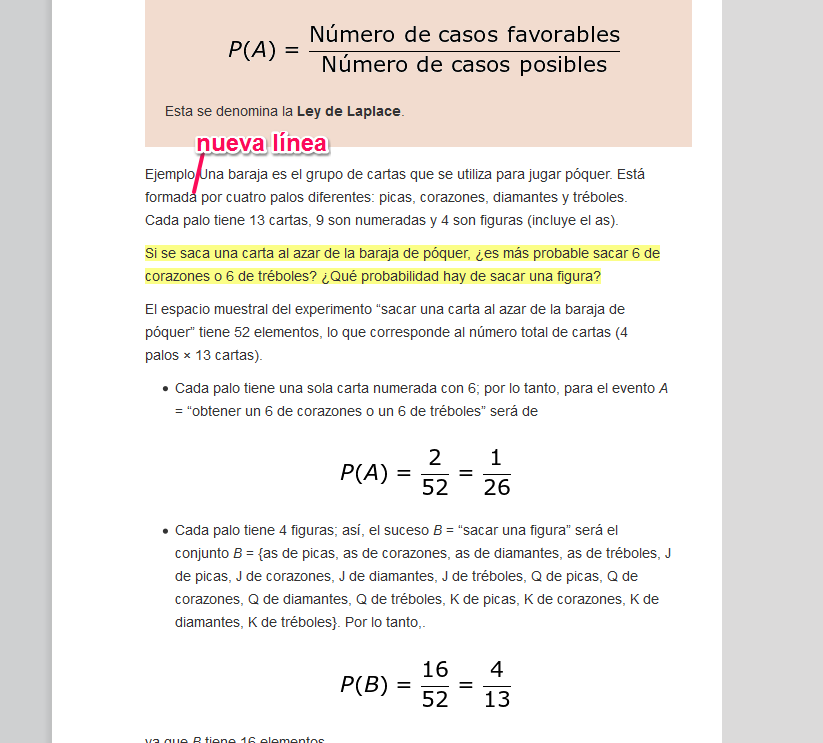 P(A) = Número de casos favorables / Número de casos posibles
Esta se denomina la Ley de Laplace.
nueva línea
Ejemplo Una baraja es el grupo de cartas que se utiliza para jugar póquer. Está
formada por cuatro palos diferentes: picas, corazones, diamantes y tréboles.
Cada palo tiene 13 cartas, 9 son numeradas y 4 son figuras (incluye el as).
Si se saca una carta al azar de la baraja de póquer, ¿es más probable sacar 6 de
corazones o 6 de tréboles? ¿Qué probabilidad hay de sacar una figura?
El espacio muestral del experimento “sacar una carta al azar de la baraja de
póquer” tiene 52 elementos, lo que corresponde al número total de cartas (4
palos × 13 cartas).
• Cada palo tiene una sola carta numerada con 6; por lo tanto, para el evento A
= “obtener un 6 de corazones o un 6 de tréboles” será de
P(A) = 2/52 = 1/26
• Cada palo tiene 4 figuras; así, el suceso B = “sacar una figura” será el
conjunto B = {as de picas, as de corazones, as de diamantes, as de tréboles, J
de picas, J de corazones, J de diamantes, J de tréboles, Q de picas, Q de
corazones, Q de diamantes, Q de tréboles, K de picas, K de corazones, K de
diamantes, K de tréboles}. Por lo tanto,.
P(B) = 16/52 = 4/13
ya que B tiene 16 elementos